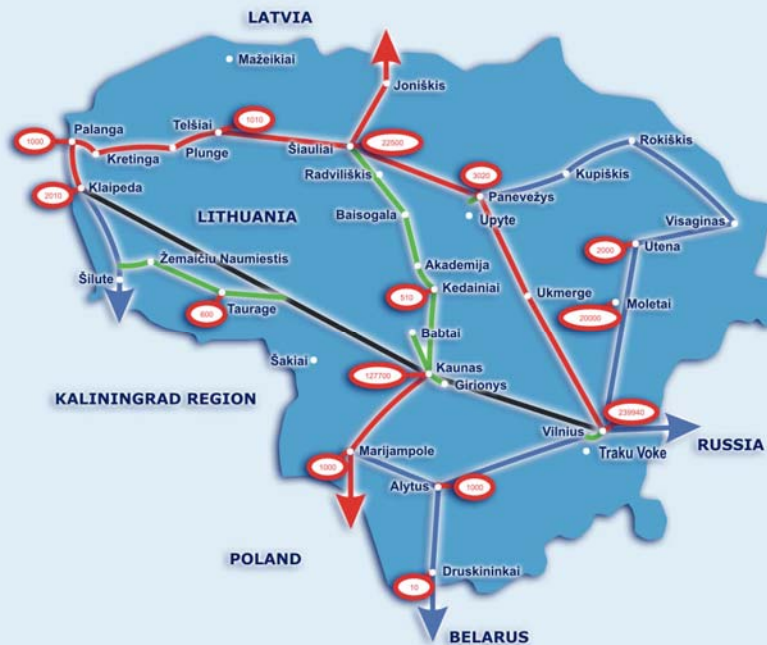 LATVIA
Mažeikiai
Joniškis
1000
Palanga
Telšiai
1010
Kretinga
Plunge
Šiauliai
22500
Rokiškis
Radviliškis
3020
Kupiškis
2010
Klaipeda
Panevežys
LITHUANIA
Baisogala
Upyte
Visaginas
2000
Utena
Žemaičiu Naumiestis
Akademija
Šilute
510
Kedainiai
Ukmerge
Moletai
600
Taurage
20000
Babtai
Šakiai
127700
Kaunas
Girionys
KALININGRAD REGION
239940
Vilnius
RUSSIA
Traku Voke
Marijampole
1000
Alytus
1000
POLAND
Druskininkai
10
BELARUS